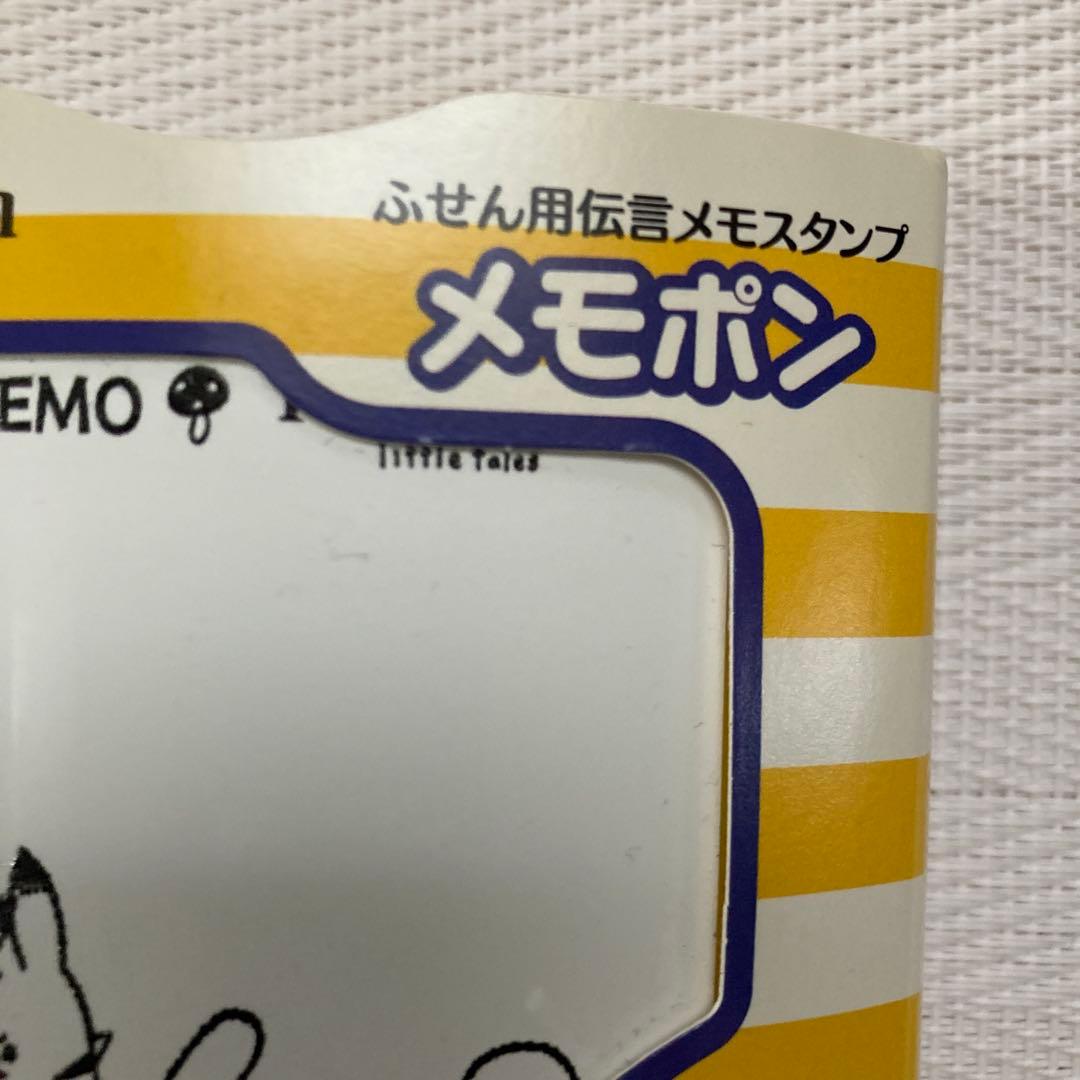 ふせん用伝言メモスタンプ
メモポン
EMO
little tales